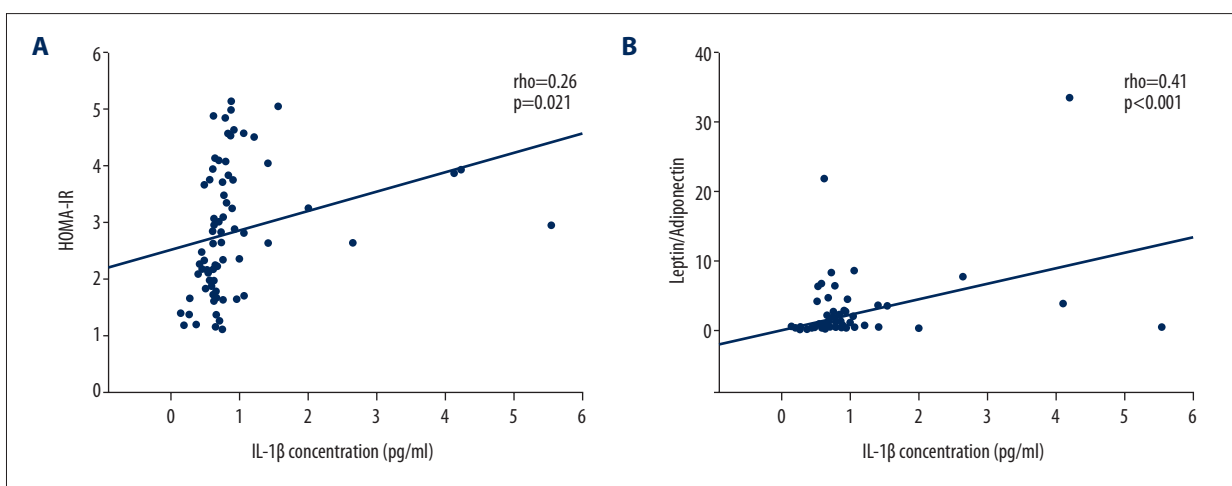 A
6
5
4
3
2
1
0
HOMA-IR
rho=0.26
p=0.021
0 1 2 3 4 5 6
IL-1β concentration (pg/ml)
B
40
30
20
10
0
Leptin/Adiponectin
rho=0.41
p<0.001
0 1 2 3 4 5 6
IL-1β concentration (pg/ml)